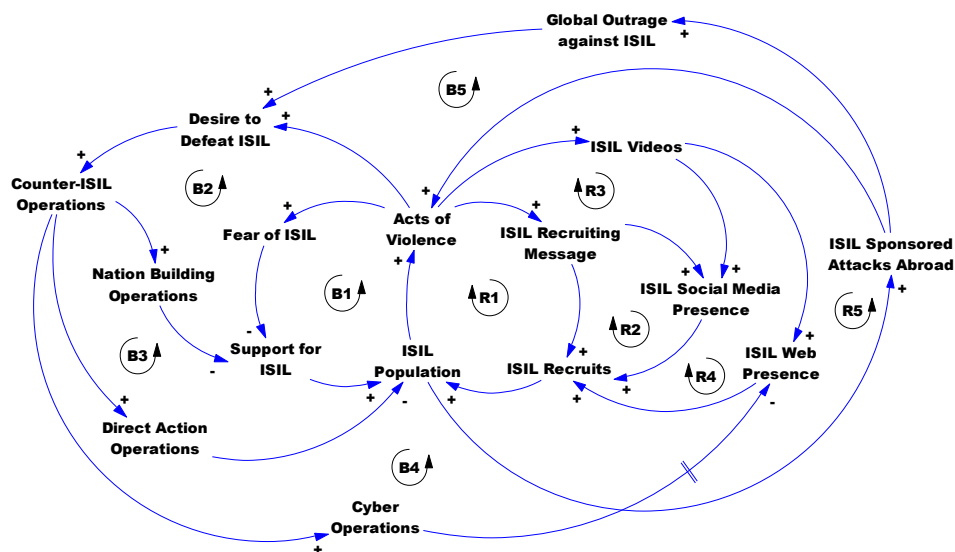 Global Outrage
against ISIL
+
B5
+
Desire to
Defeat ISIL
+
+
ISIL Videos
+
Counter-ISIL
Operations
B2
R3
+
Fear of ISIL
+
Acts of
Violence
+
ISIL Recruiting
Message
ISIL Sponsored
Attacks Abroad
+
Nation Building
Operations
+
+
+
ISIL Social Media
Presence
+
B1
R1
R5
R2
-
+
B3
-
Support for
ISIL
ISIL
Population
+
ISIL Recruits
R4
ISIL Web
Presence
+
-
+
+
+
-
+
Direct Action
Operations
B4
Cyber
Operations
+